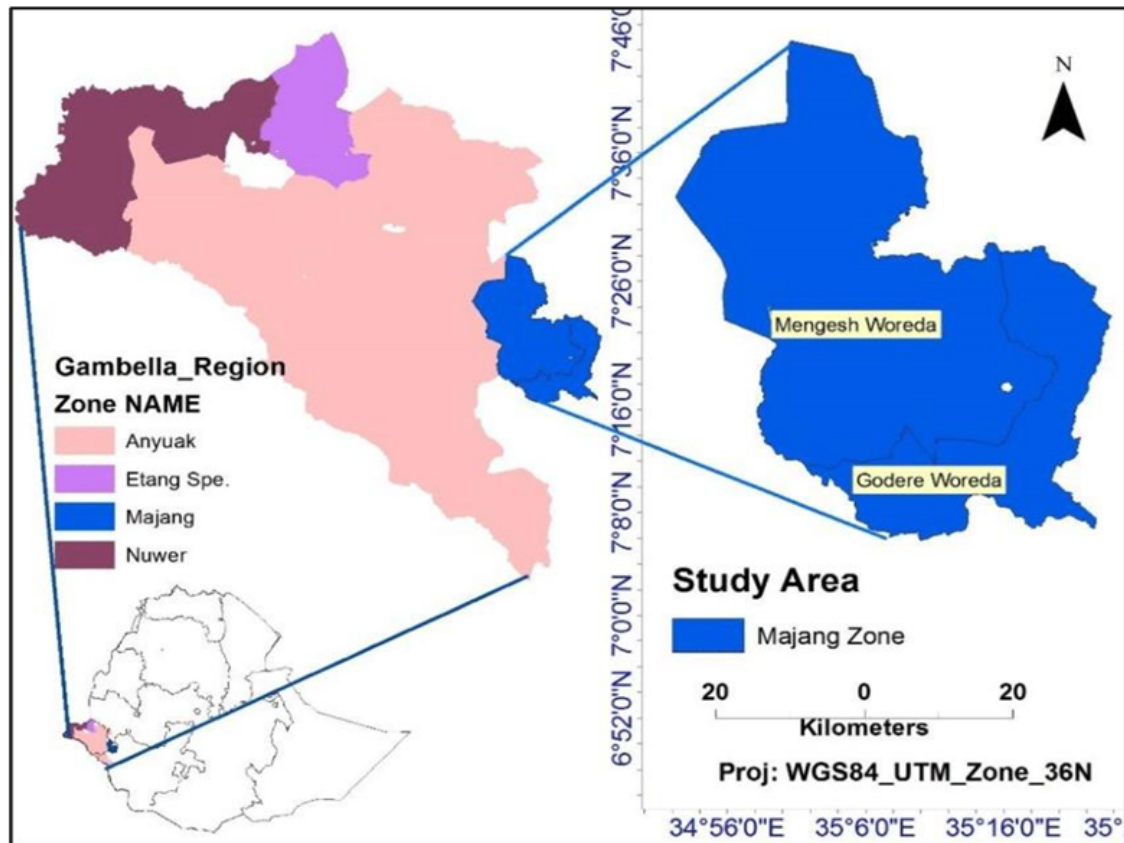 Gambella_Region
Zone NAME
Anyuak
Etang Spe.
Majang
Nuwer
7°46'0"N
7°36'0"N
7°26'0"N
7°16'0"N
7°8'0"N
7°0'0"N
6°52'0"N
N
Mengesh Woreda
Godere Woreda
Study Area
Majang Zone
20 0 20
Kilometers
Proj: WGS84_UTM_Zone_36N
34°56'0"E 35°6'0"E 35°16'0"E 35°